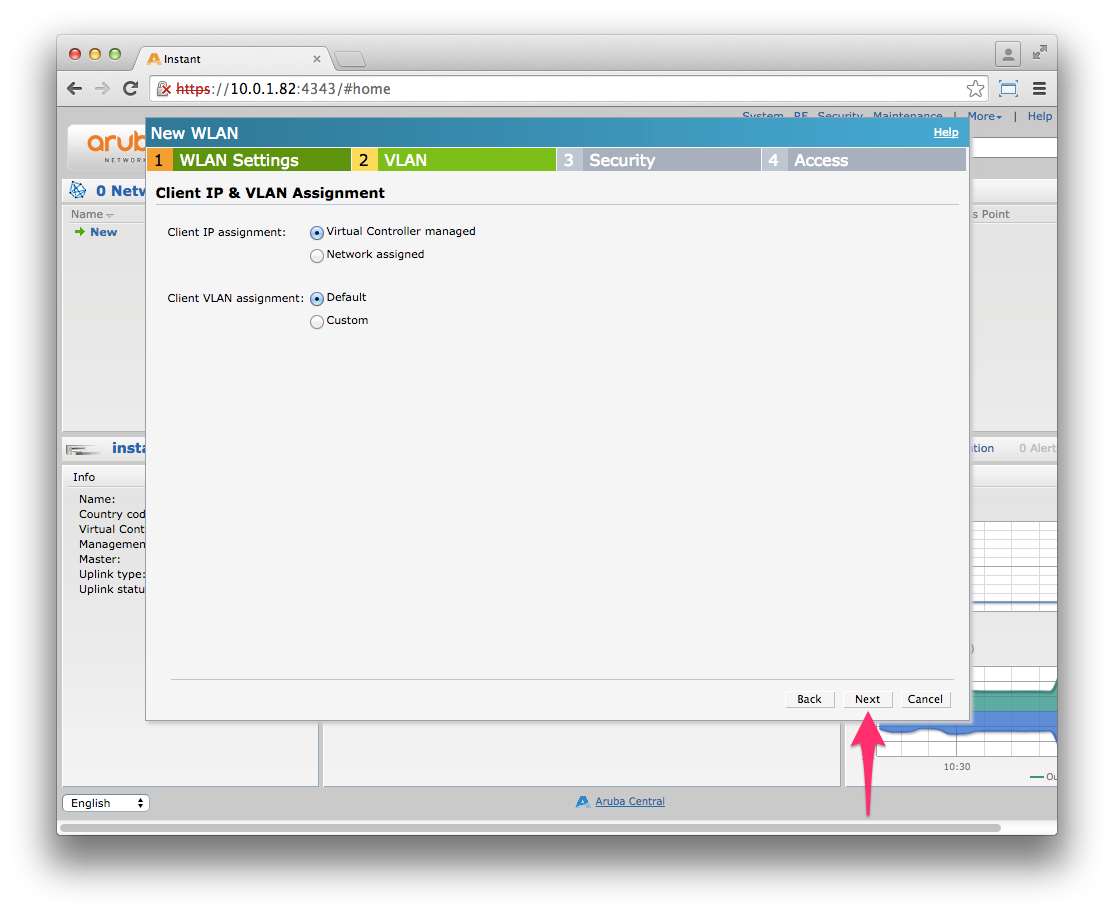 Instant
https://10.0.1.82:4343/#home
System RF Security Maintenance | More | Help
aruba
NETWOR
New WLAN
Help
1 WLAN Settings 2 VLAN 3 Security 4 Access
0 Netw
Client IP & VLAN Assignment
Name
s Point
New
Client IP assignment: Virtual Controller managed
Network assigned
Client VLAN assignment: Default
Custom
insta
tion 0 Alert
Info
Name:
Country cod
Virtual Cont
Managemen
Master:
Uplink type:
Uplink statu
)
Back Next Cancel
10:30
Ou
English
Aruba Central